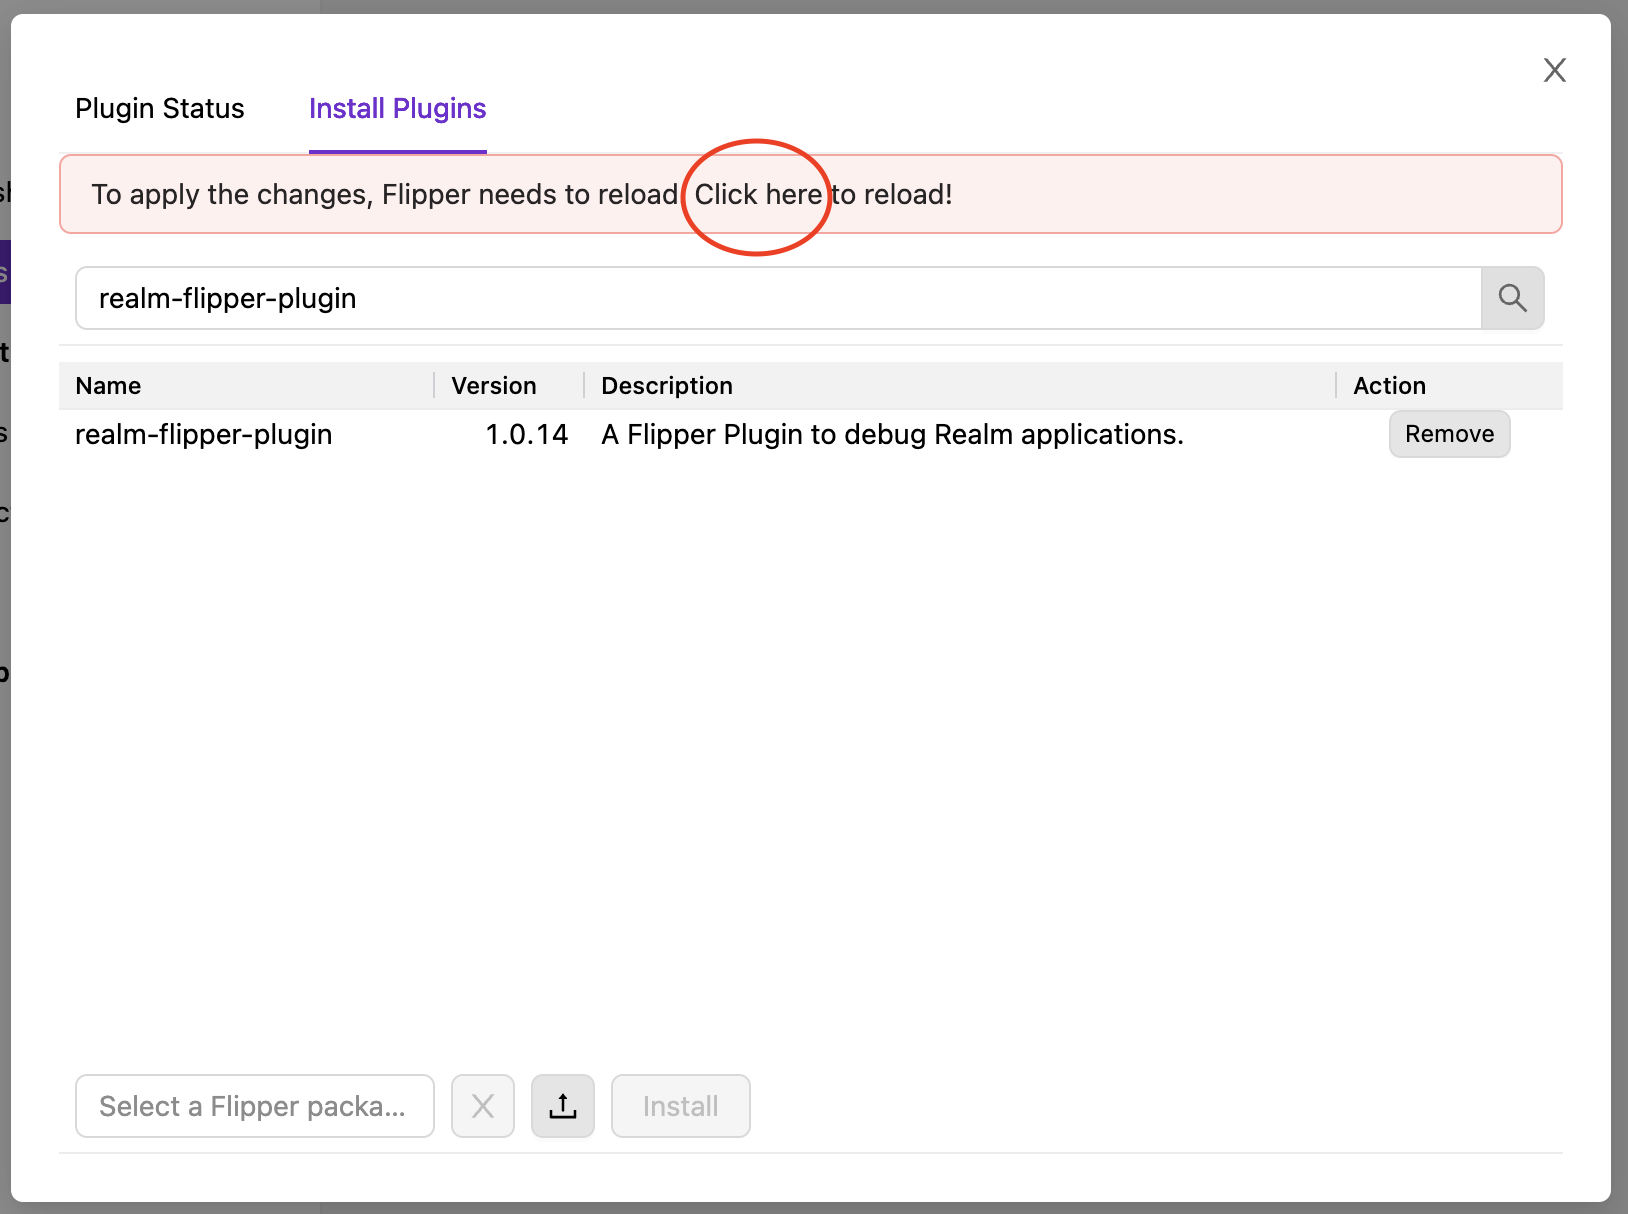 Plugin Status Install Plugins
To apply the changes, Flipper needs to reload. Click here to reload!
realm-flipper-plugin
Name Version Description Action
realm-flipper-plugin 1.0.14 A Flipper Plugin to debug Realm applications. Remove
Select a Flipper packa... Install